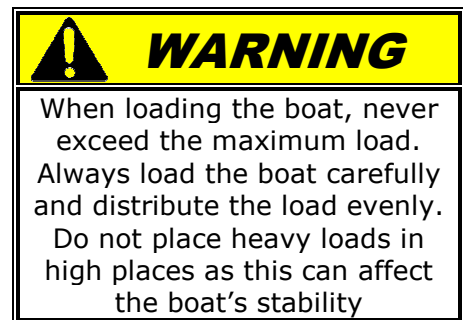 WARNING
When loading the boat, never
exceed the maximum load.
Always load the boat carefully
and distribute the load evenly.
Do not place heavy loads in
high places as this can affect
the boat’s stability